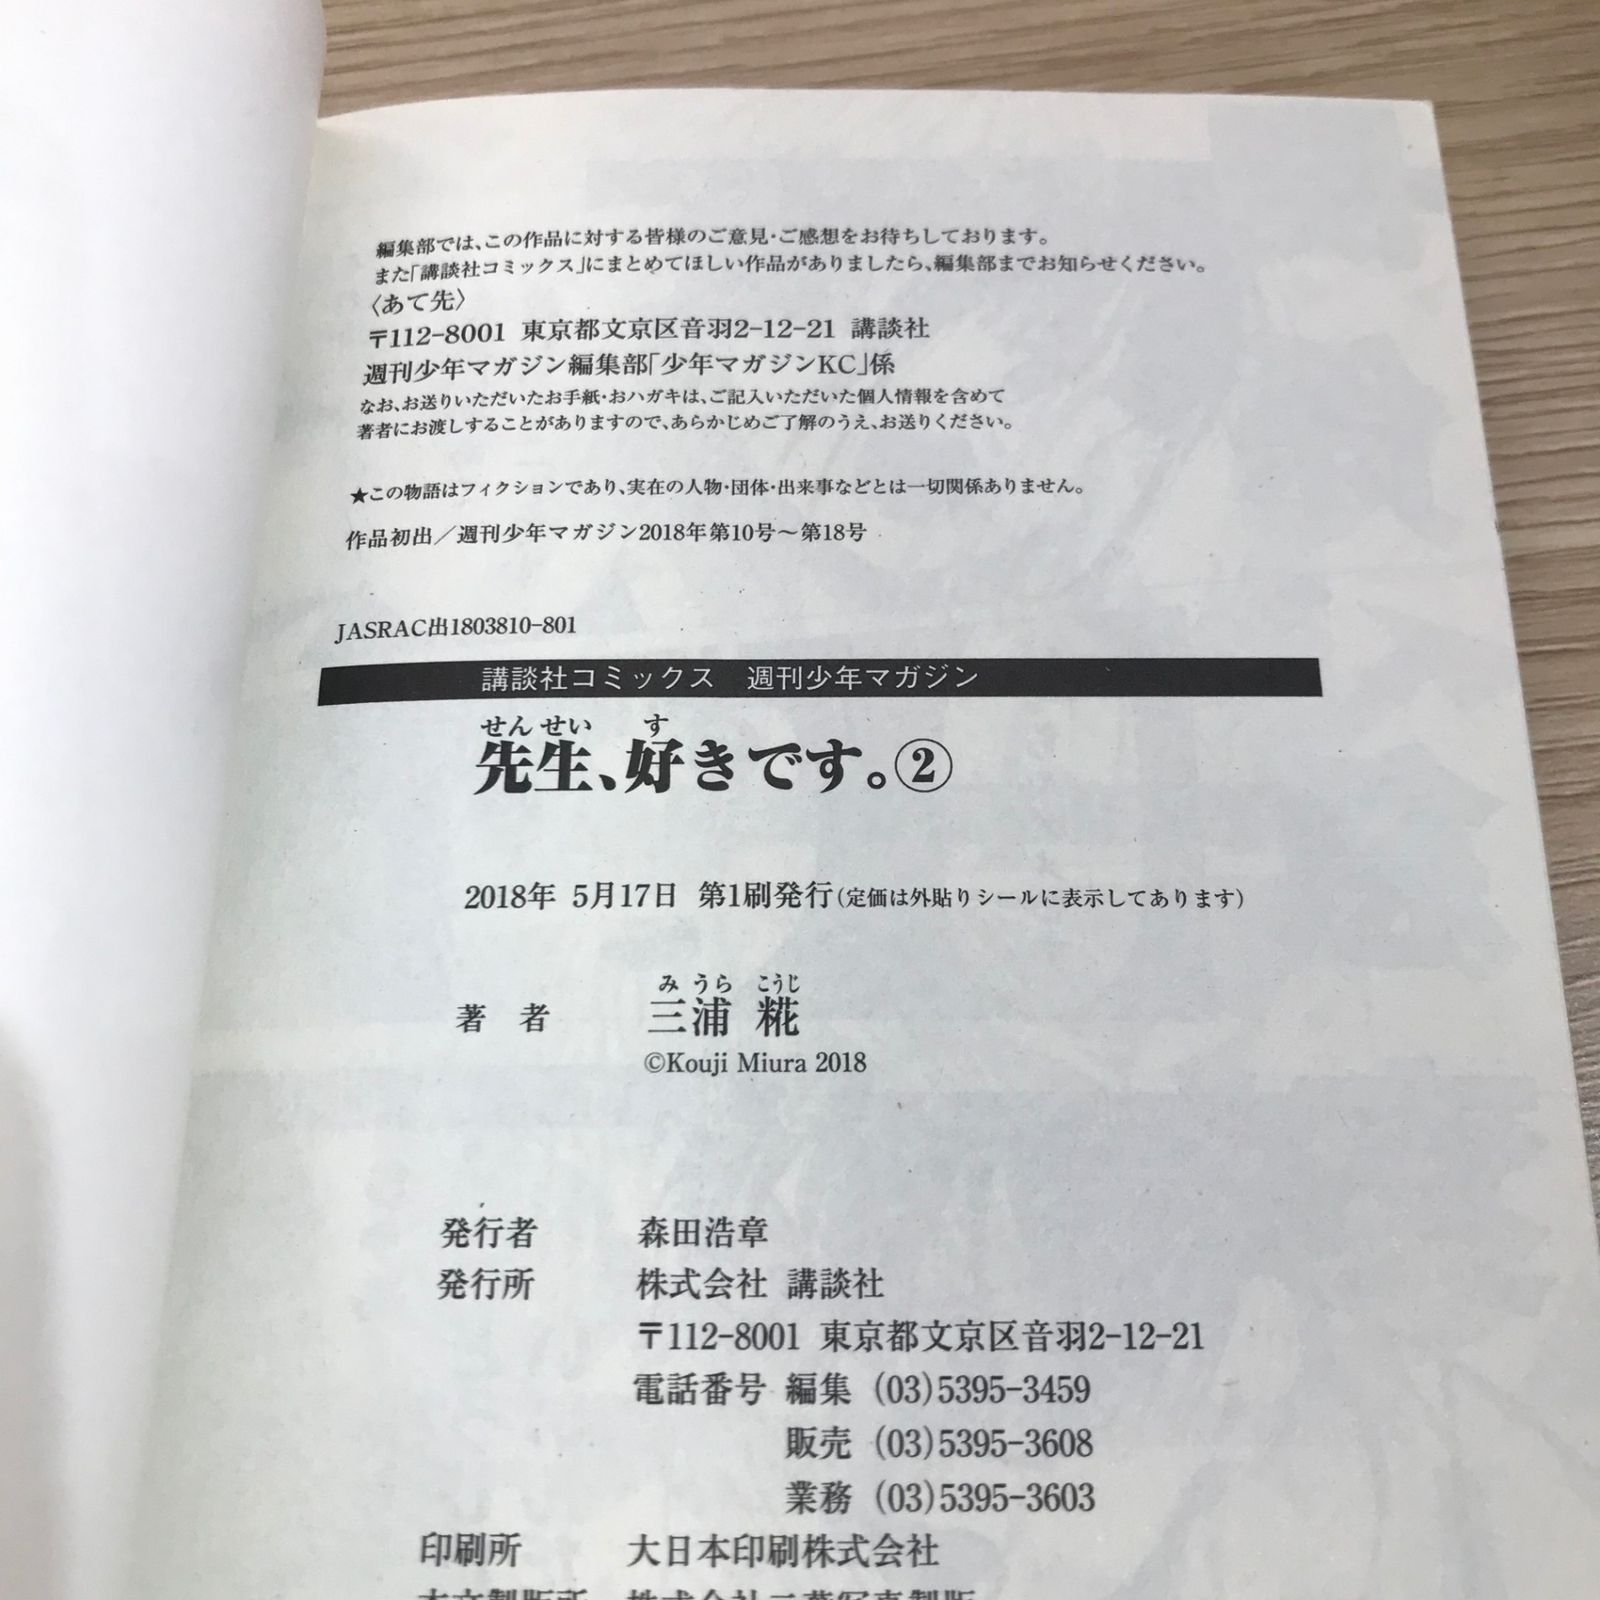 編集部では、この作品に対する皆様のご意見・ご感想をお待ちしております。
また「講談社コミックス」にまとめてほしい作品がありましたら、編集部までお知らせください。
〈あて先〉
〒112-8001 東京都文京区音羽2-12-21 講談社
週刊少年マガジン編集部「少年マガジンKC」係
なお、お送りいただいたお手紙・おハガキは、ご記入いただいた個人情報を含めて
著者にお渡しすることがありますので、あらかじめご了解のうえ、お送りください。
★この物語はフィクションであり、実在の人物・団体・出来事などとは一切関係ありません。
作品初出/週刊少年マガジン2018年第10号〜第18号
JASRAC出1803810-801
講談社コミックス 週刊少年マガジン
せんせい す
先生、好きです。②
2018年 5月17日 第1刷発行(定価は外貼りシールに表示してあります)
みうら こうじ
著者 三浦 糀
©Kouji Miura 2018
発行者 森田浩章
発行所 株式会社 講談社
〒112-8001 東京都文京区音羽2-12-21
電話番号 編集 (03)5395-3459
販売 (03)5395-3608
業務 (03)5395-3603
印刷所 大日本印刷株式会社